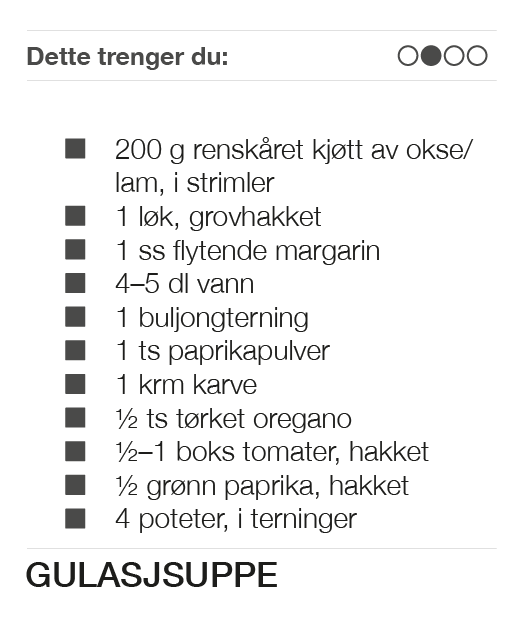 Dette trenger du:
200 g renskåret kjøtt av okse/
lam, i strimler
1 løk, grovhakket
1 ss flytende margarin
4–5 dl vann
1 buljongterning
1 ts paprikapulver
1 krm karve
½ ts tørket oregano
½–1 boks tomater, hakket
½ grønn paprika, hakket
4 poteter, i terninger
GULASJSUPPE